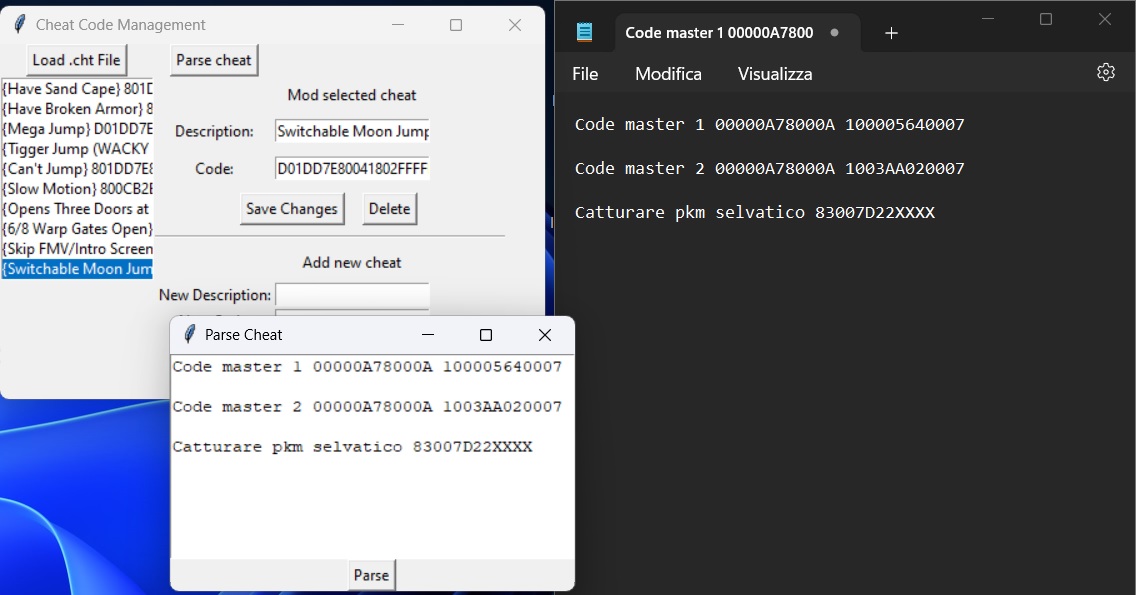 Cheat Code Management
Load .cht File
Parse cheat
{Have Sand Cape} 801D
{Have Broken Armor} 8
{Mega Jump} D01DD7E
{Tigger Jump (WACKY
{Can't Jump} 801DD7E8
{Slow Motion} 800CB2E
{Opens Three Doors at
{6/8 Warp Gates Open}
{Skip FMV/Intro Screen
{Switchable Moon Jum
Mod selected cheat
Description:
Switchable Moon Jump
Code:
D01DD7E80041802FFFF
Save Changes
Delete
Add new cheat
New Description:
Parse Cheat
Code master 1 00000A78000A 100005640007
Code master 2 00000A78000A 1003AA020007
Catturare pkm selvatico 83007D22XXXX
Parse
Code master 1 00000A7800
File
Modifica
Visualizza
Code master 1 00000A78000A 100005640007
Code master 2 00000A78000A 1003AA020007
Catturare pkm selvatico 83007D22XXXX